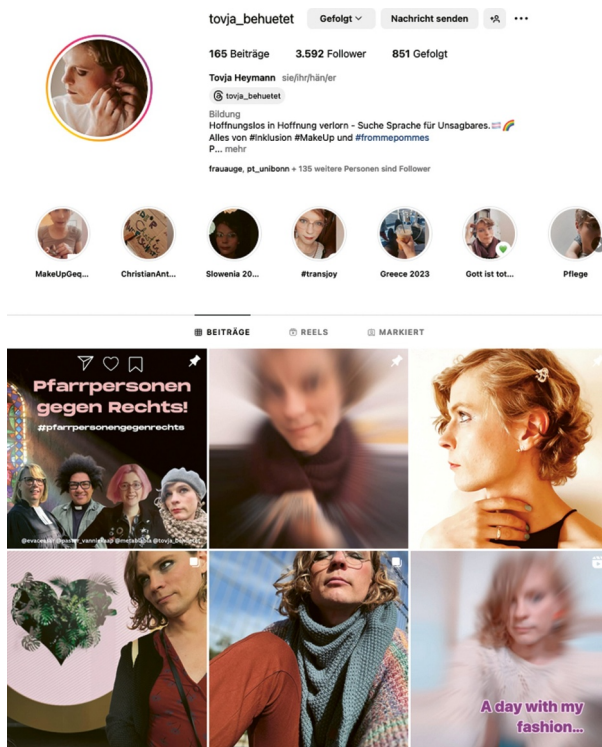 tovja_behuetet Gefolgt Nachricht senden
165 Beiträge 3.592 Follower 851 Gefolgt
Tovja Heymann sie/ihr/hän/er
tovja_behuetet
Bildung
Hoffnungslos in Hoffnung verlorn - Suche Sprache für Unsagbares.
Alles von #Inklusion #MakeUp und #frommepommes
P... mehr
frauauge, pt_unibonn + 135 weitere Personen sind Follower
MakeUpGeq... ChristianAnt... Slowenia 20... #transjoy Greece 2023 Gott ist tot... Pflege
BEITRÄGE REELS MARKIERT
Pfarrpersonen
gegen Rechts!
#pfarrpersonengegenrechts
@tovja_behuetet
A day with my
fashion...